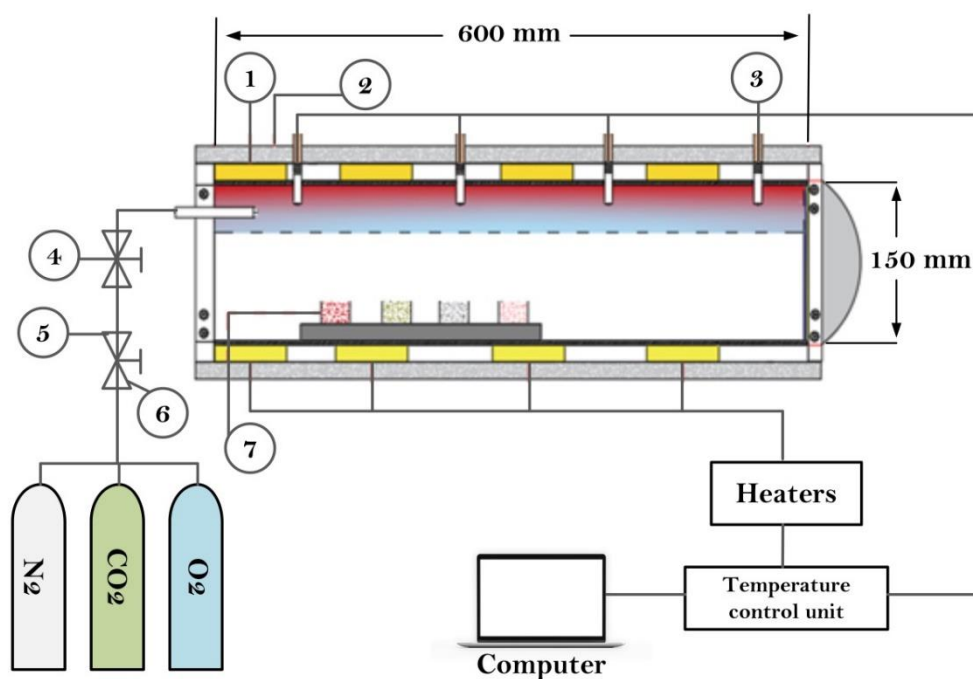 600 mm
1
2
3
150 mm
4
5
6
7
N2
CO2
O2
Heaters
Temperature
control unit
Computer